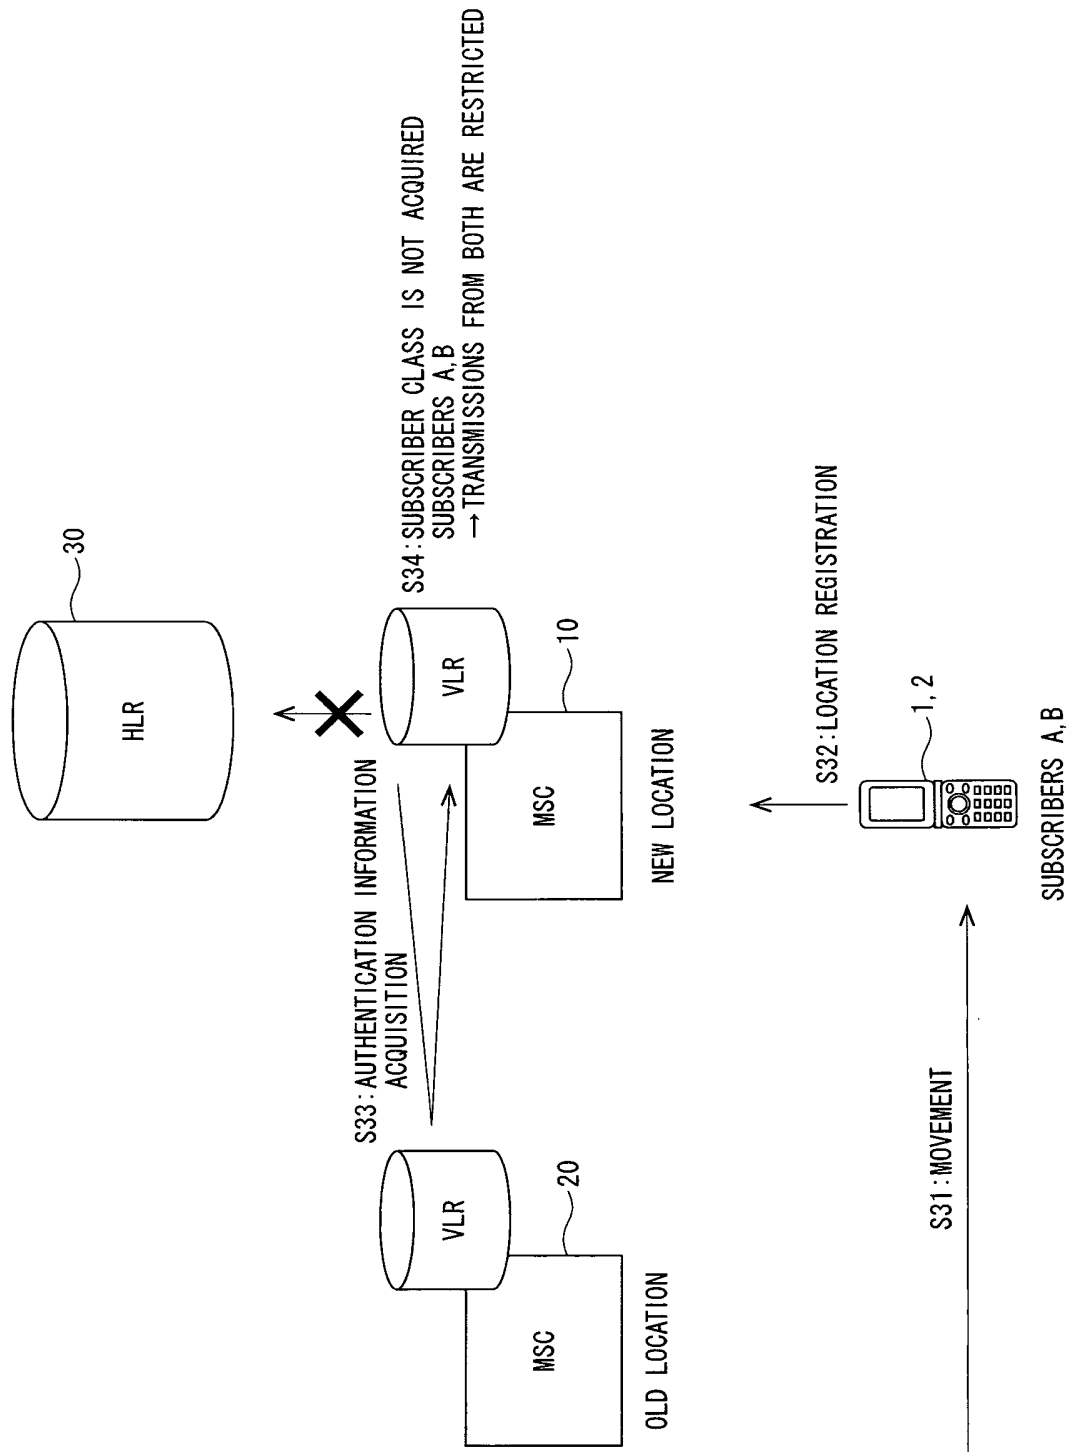 HLR
30
S34:SUBSCRIBER CLASS IS NOT ACQUIRED
SUBSCRIBERS A,B
→TRANSMISSIONS FROM BOTH ARE RESTRICTED
S33:AUTHENTICATION INFORMATION
ACQUISITION
VLR
VLR
20
10
MSC
MSC
OLD LOCATION
NEW LOCATION
S32:LOCATION REGISTRATION
1,2
S31:MOVEMENT
SUBSCRIBERS A,B